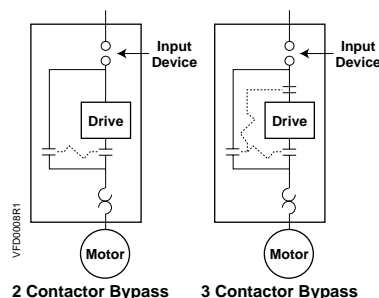 Input
Device
Input
Device
Drive
Drive
VFD0008R1
Motor
Motor
2 Contactor Bypass
3 Contactor Bypass